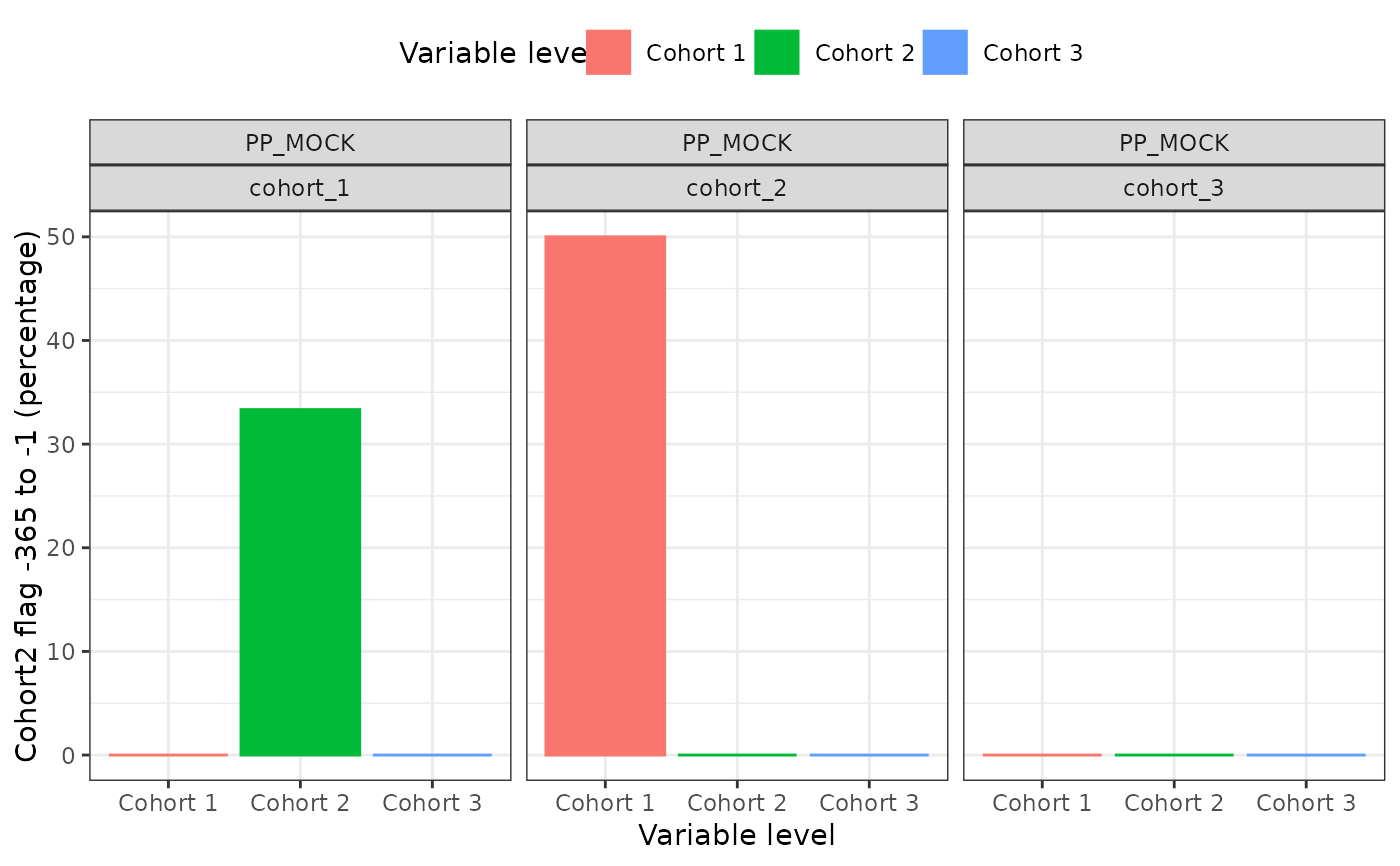 Variable leve Cohort 1 Cohort 2 Cohort 3
PP_MOCK PP_MOCK PP_MOCK
cohort_1 cohort_2 cohort_3
Cohort2 flag -365 to -1 (percentage)
50
40
30
20
10
0
Cohort 1 Cohort 2 Cohort 3 Cohort 1 Cohort 2 Cohort 3 Cohort 1 Cohort 2 Cohort 3
Variable level